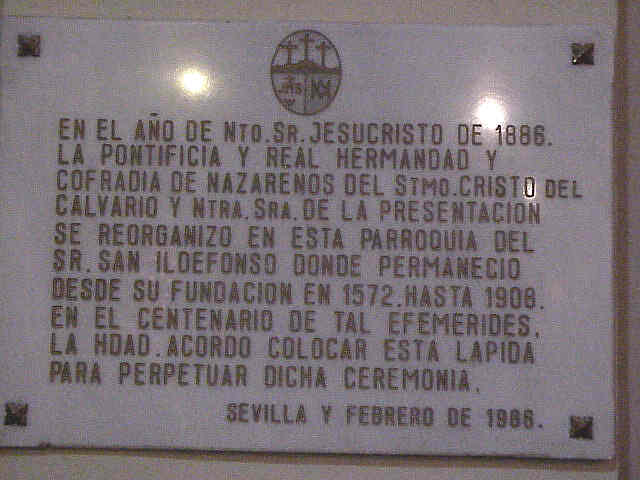 EN EL AÑO DE NTO.SR.JESUCRISTO DE 1886.
LA PONTIFICIA Y REAL HERMANDAD Y
COFRADIA DE NAZARENOS DEL STMO.CRISTO DEL
CALVARIO Y NTRA.SRA.DE LA PRESENTACION
SE REORGANIZO EN ESTA PARROQUIA DEL
SR.SAN ILDEFONSO DONDE PERMANECIO
DESDE SU FUNDACION EN 1572.HASTA 1908.
EN EL CENTENARIO DE TAL EFEMERIDES,
LA HDAD.ACORDO COLOCAR ESTA LAPIDA
PARA PERPETUAR DICHA CEREMONIA.
SEVILLA Y FEBRERO DE 1986.